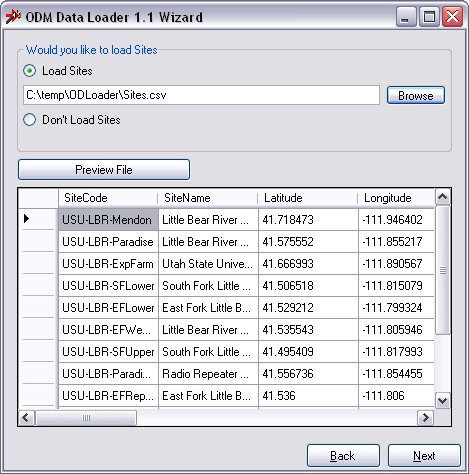 ODM Data Loader 1.1 Wizard
Would you like to load Sites
Load Sites
C:\temp\ODLoader\Sites.csv Browse
Don't Load Sites
Preview File
SiteCode SiteName Latitude Longitude
USU-LBR-Mendon Little Bear River ... 41.718473 -111.946402
USU-LBR-Paradise Little Bear River ... 41.575552 -111.855217
USU-LBR-ExpFarm Utah State Unive... 41.666993 -111.890567
USU-LBR-SFLower South Fork Little ... 41.506518 -111.815079
USU-LBR-EFLower East Fork Little B... 41.529212 -111.799324
USU-LBR-EFWe... Little Bear River ... 41.535543 -111.805946
USU-LBR-SFUpper South Fork Little ... 41.495409 -111.817993
USU-LBR-Paradi... Radio Repeater ... 41.556736 -111.854455
USU-LBR-EFRep... East Fork Little B... 41.536 -111.806
Back Next